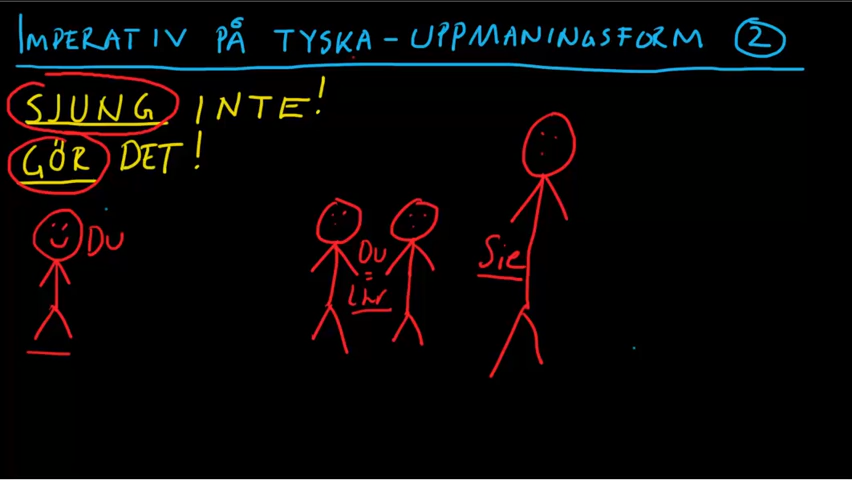 IMPERATIV PÅ TYSKA - UPPMANINGSFORM 2
SJUNG INTE!
GÖR DET!
DU
DU
=
Ihr
Sie